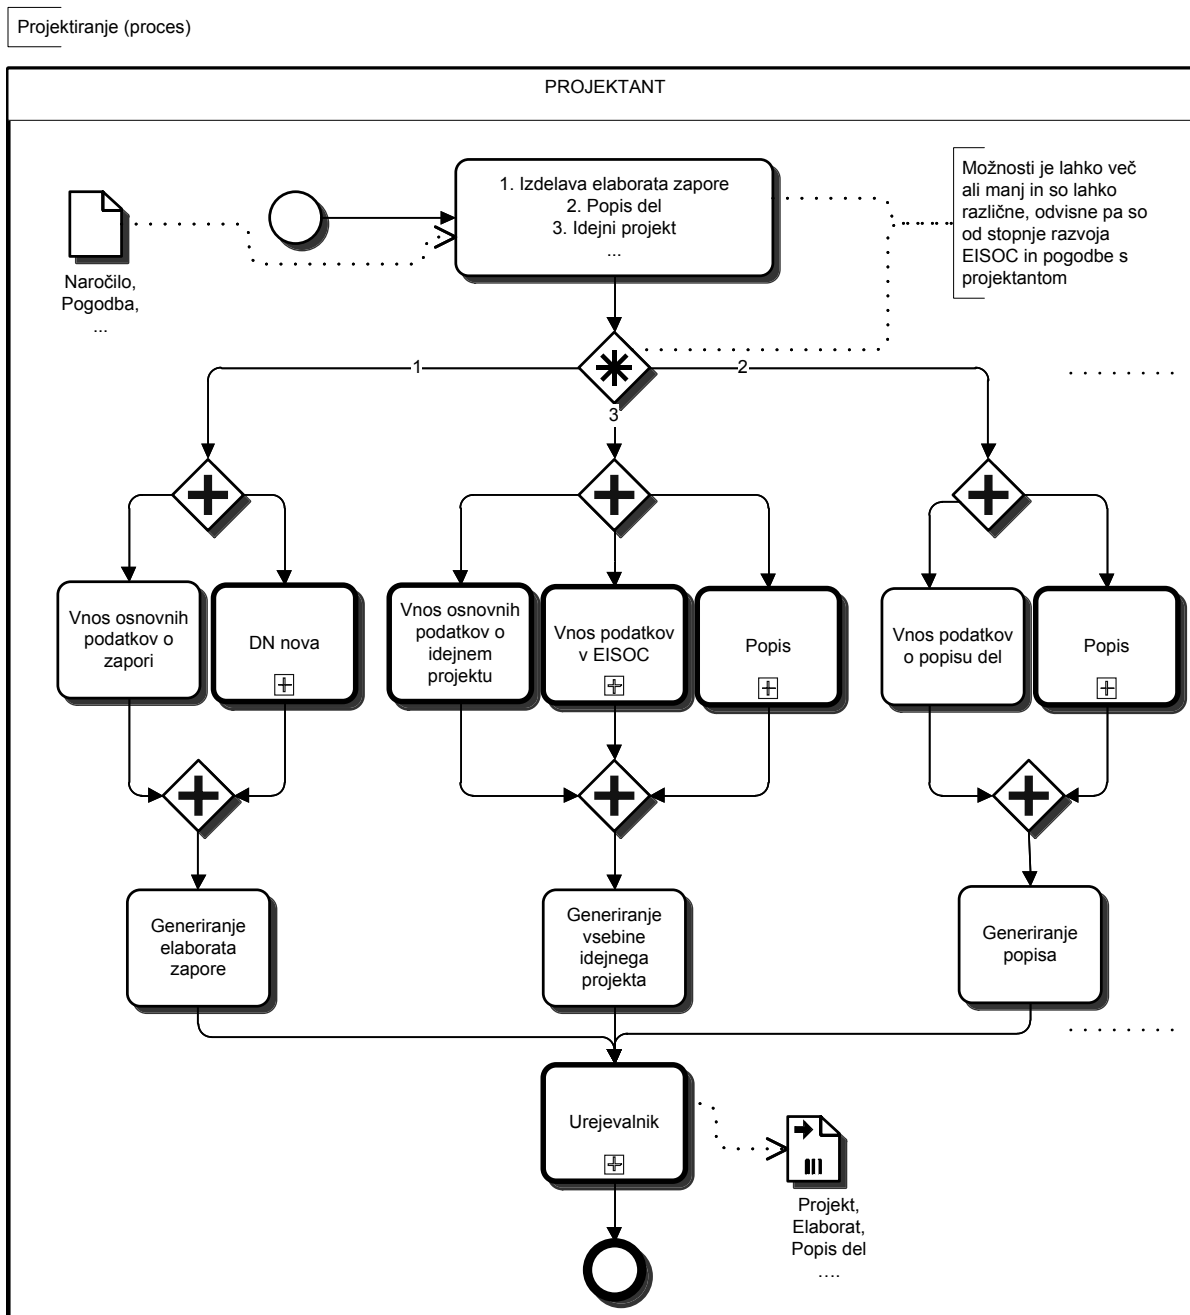 Projektiranje (proces)
PROJEKTANT
1. Izdelava elaborata zapore
2. Popis del
3. Idejni projekt
...
Možnosti je lahko več
ali manj in so lahko
različne, odvisne pa so
od stopnje razvoja
EISOC in pogodbe s
projektantom
Naročilo,
Pogodba,
...
1
2
3
Vnos osnovnih
podatkov o
zapori
DN nova
Vnos osnovnih
podatkov o
idejnem
projektu
Vnos podatkov
v EISOC
Popis
Vnos podatkov
o popisu del
Popis
Generiranje
elaborata
zapore
Generiranje
vsebine
idejnega
projekta
Generiranje
popisa
Urejevalnik
Projekt,
Elaborat,
Popis del
....